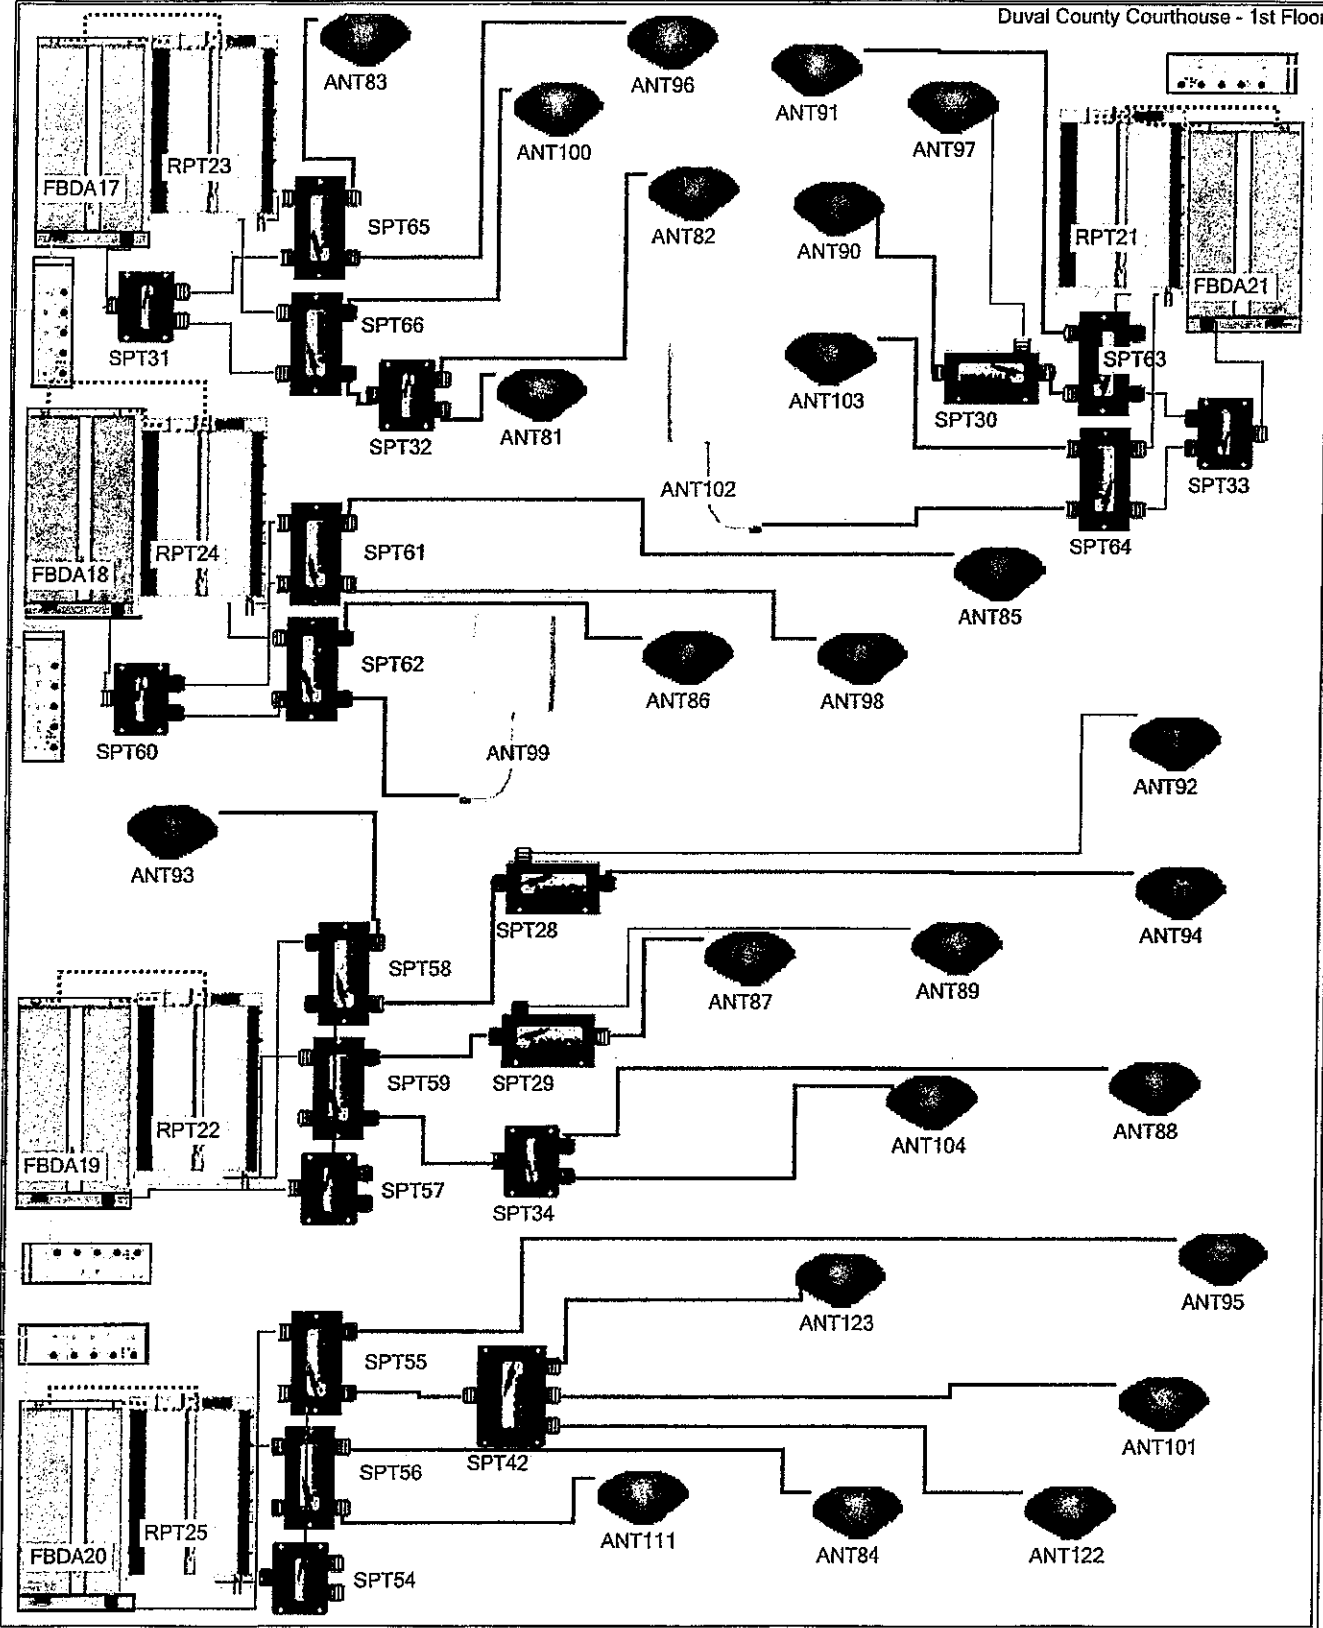 Duval County Courthouse - 1st Floor
ANT83
ANT96
ANT91
ANT97
ANT100
RPT23
FBDA17
SPT65
ANT82
ANT90
RPT21
FBDA21
SPT66
SPT31
SPT63
ANT103
SPT30
SPT32
ANT81
ANT102
SPT33
SPT64
SPT61
RPT24
FBDA18
ANT85
SPT62
ANT86
ANT98
SPT60
ANT99
ANT92
ANT93
SPT28
ANT94
SPT58
ANT87
ANT89
SPT59
SPT29
RPT22
ANT104
ANT88
FBDA19
SPT57
SPT34
ANT123
ANT95
SPT55
ANT101
SPT42
SPT56
RPT25
ANT111
ANT84
ANT122
FBDA20
SPT54